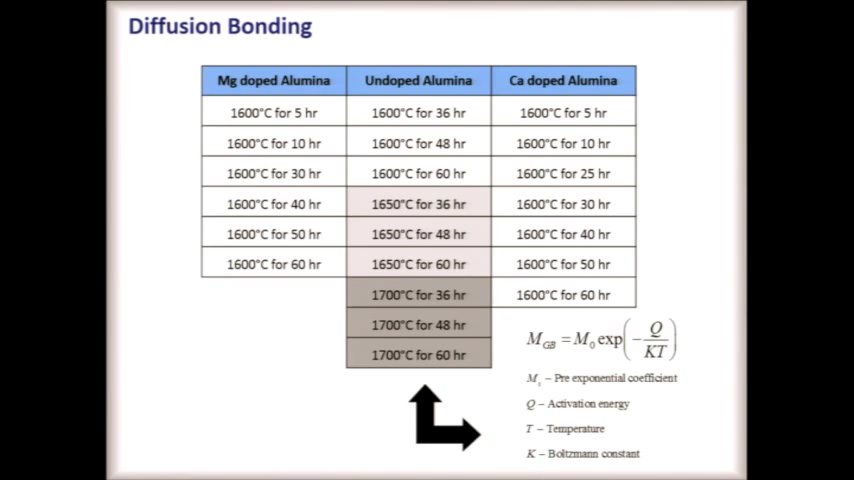 Diffusion Bonding
Mg doped Alumina Undoped Alumina Ca doped Alumina
1600°C for 5 hr 1600°C for 36 hr 1600°C for 5 hr
1600°C for 10 hr 1600°C for 48 hr 1600°C for 10 hr
1600°C for 30 hr 1600°C for 60 hr 1600°C for 25 hr
1600°C for 40 hr 1650°C for 36 hr 1600°C for 30 hr
1600°C for 50 hr 1650°C for 48 hr 1600°C for 40 hr
1600°C for 60 hr 1650°C for 60 hr 1600°C for 50 hr
1700°C for 36 hr 1600°C for 60 hr
1700°C for 48 hr
1700°C for 60 hr
M_GB = M_0 exp(-Q/KT)
M – Pre exponential coefficient
Q – Activation energy
T – Temperature
K – Boltzmann constant